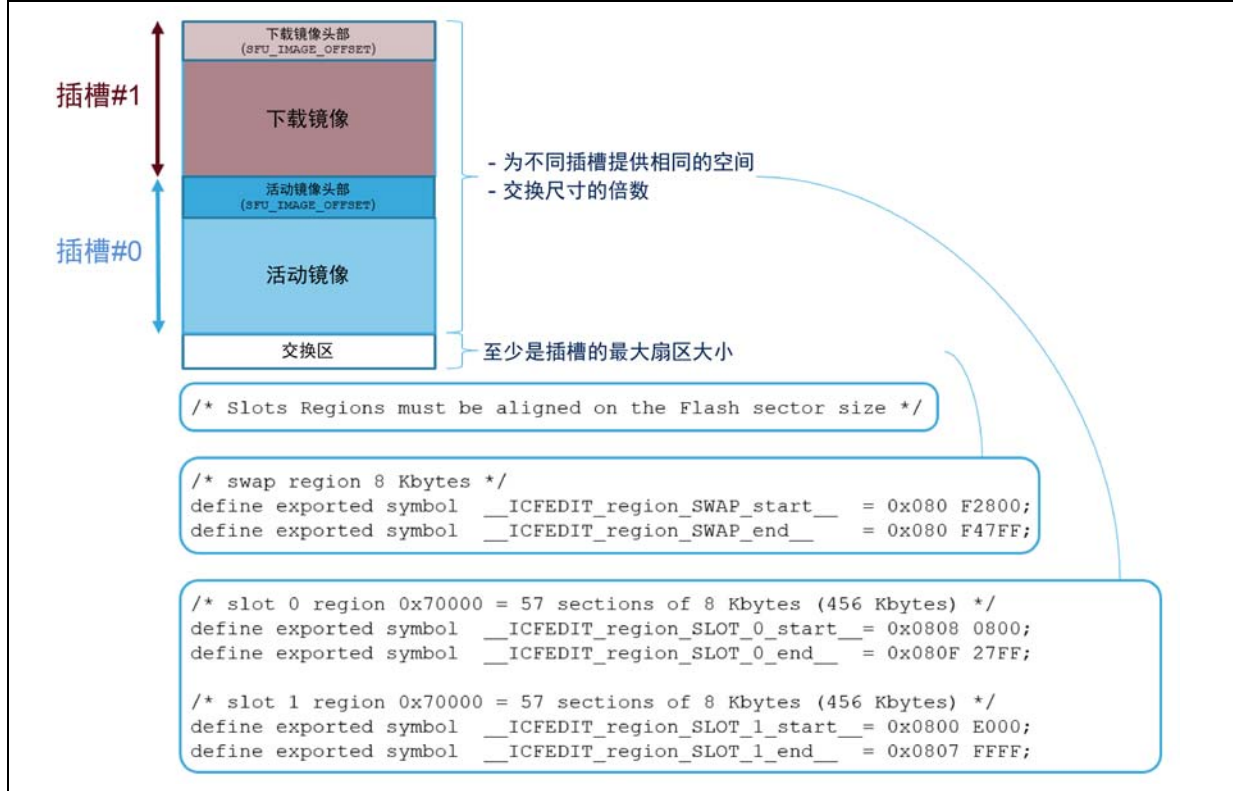 下载镜像头部
(SFU_IMAGE_OFFSET)
插槽#1
下载镜像
- 为不同插槽提供相同的空间
- 交换尺寸的倍数
活动镜像头部
(SFU_IMAGE_OFFSET)
插槽#0
活动镜像
交换区
至少是插槽的最大扇区大小
/* Slots Regions must be aligned on the Flash sector size */
/* swap region 8 Kbytes */
define exported symbol __ICFEDIT_region_SWAP_start__ = 0x080 F2800;
define exported symbol __ICFEDIT_region_SWAP_end__ = 0x080 F47FF;
/* slot 0 region 0x70000 = 57 sections of 8 Kbytes (456 Kbytes) */
define exported symbol __ICFEDIT_region_SLOT_0_start__= 0x0808 0800;
define exported symbol __ICFEDIT_region_SLOT_0_end__ = 0x080F 27FF;
/* slot 1 region 0x70000 = 57 sections of 8 Kbytes (456 Kbytes) */
define exported symbol __ICFEDIT_region_SLOT_1_start__= 0x0800 E000;
define exported symbol __ICFEDIT_region_SLOT_1_end__ = 0x0807 FFFF;